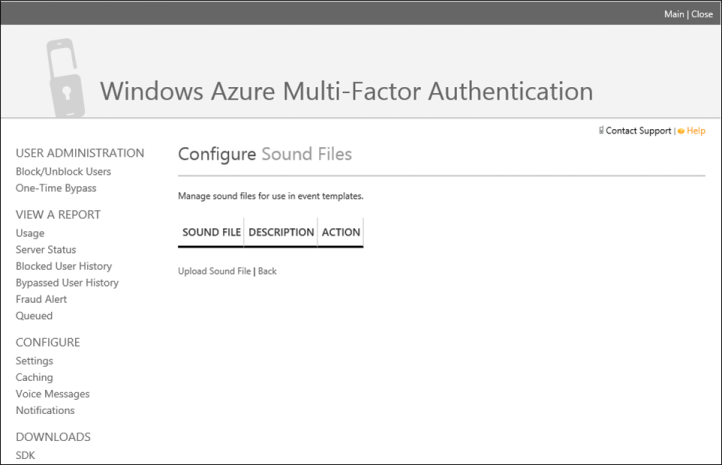 Main | Close
Windows Azure Multi-Factor Authentication
Contact Support | Help
USER ADMINISTRATION
Block/Unblock Users
One-Time Bypass
VIEW A REPORT
Usage
Server Status
Blocked User History
Bypassed User History
Fraud Alert
Queued
CONFIGURE
Settings
Caching
Voice Messages
Notifications
DOWNLOADS
SDK
Configure Sound Files
Manage sound files for use in event templates.
SOUND FILE DESCRIPTION ACTION
Upload Sound File | Back